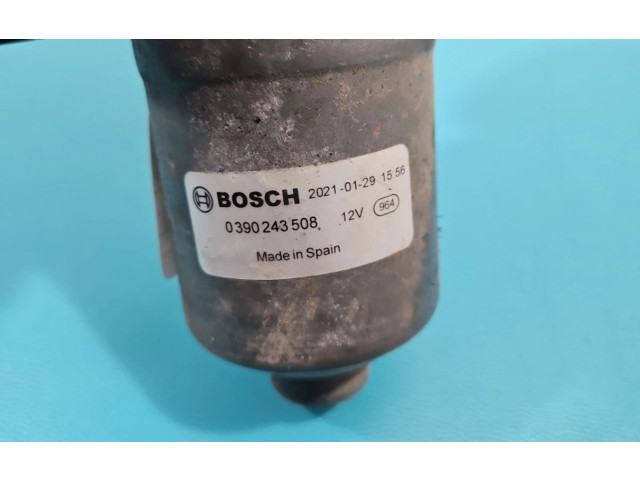 BOSCH 2021-01-29 15:56
0 390 243 508 12V 964
Made in Spain